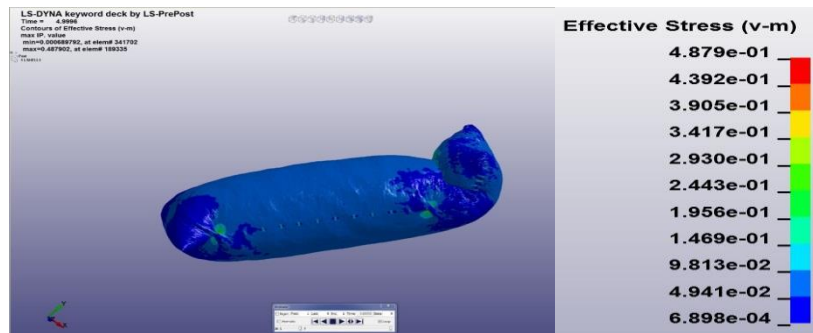 LS-DYNA keyword deck by LS-PrePost
Time = 4.9996
Contours of Effective Stress (v-m)
max IP. value
min=0.000689792, at elem# 341702
max=0.487902, at elem# 189335
Effective Stress (v-m)
4.879e-01
4.392e-01
3.905e-01
3.417e-01
2.930e-01
2.443e-01
1.956e-01
1.469e-01
9.813e-02
4.941e-02
6.898e-04
Y
X